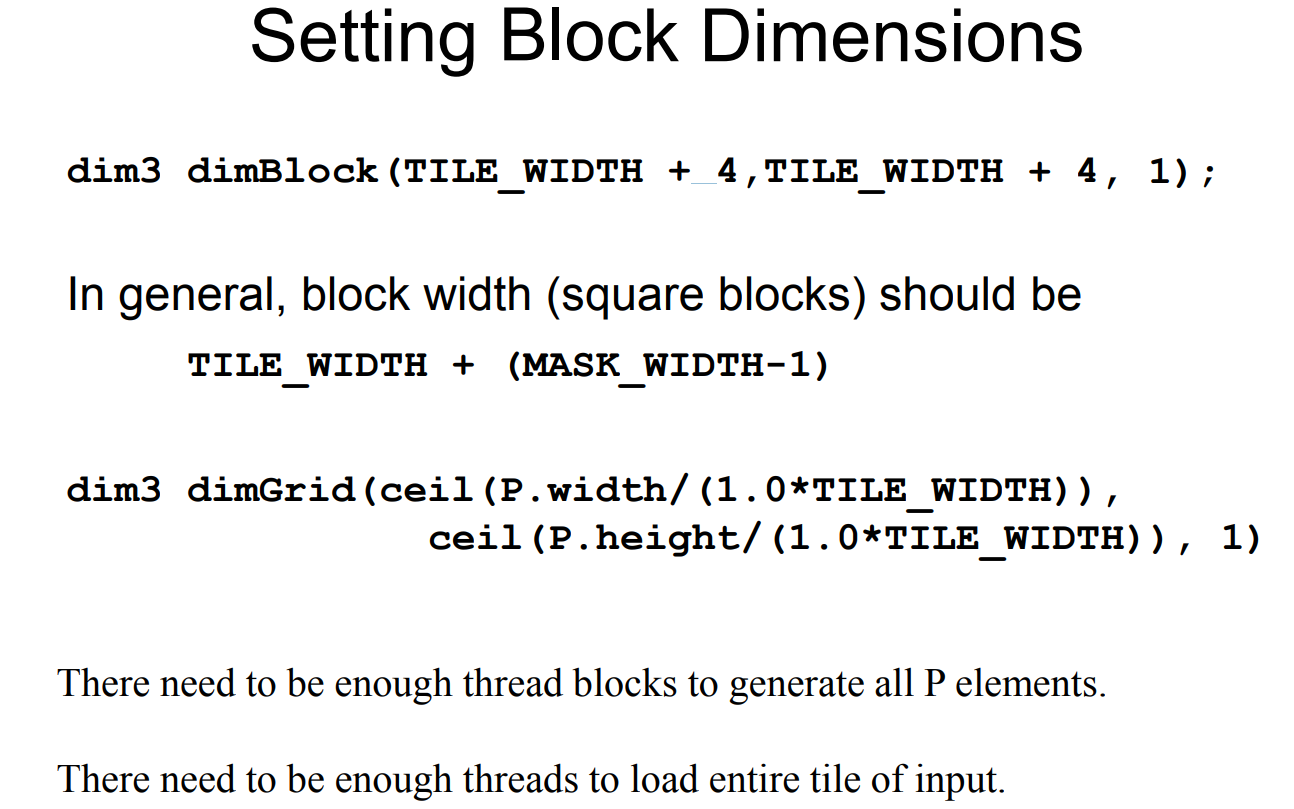 Setting Block Dimensions
dim3 dimBlock(TILE_WIDTH + 4,TILE_WIDTH + 4, 1);
In general, block width (square blocks) should be
TILE_WIDTH + (MASK_WIDTH-1)
dim3 dimGrid(ceil(P.width/(1.0*TILE_WIDTH)),
ceil(P.height/(1.0*TILE_WIDTH)), 1)
There need to be enough thread blocks to generate all P elements.
There need to be enough threads to load entire tile of input.